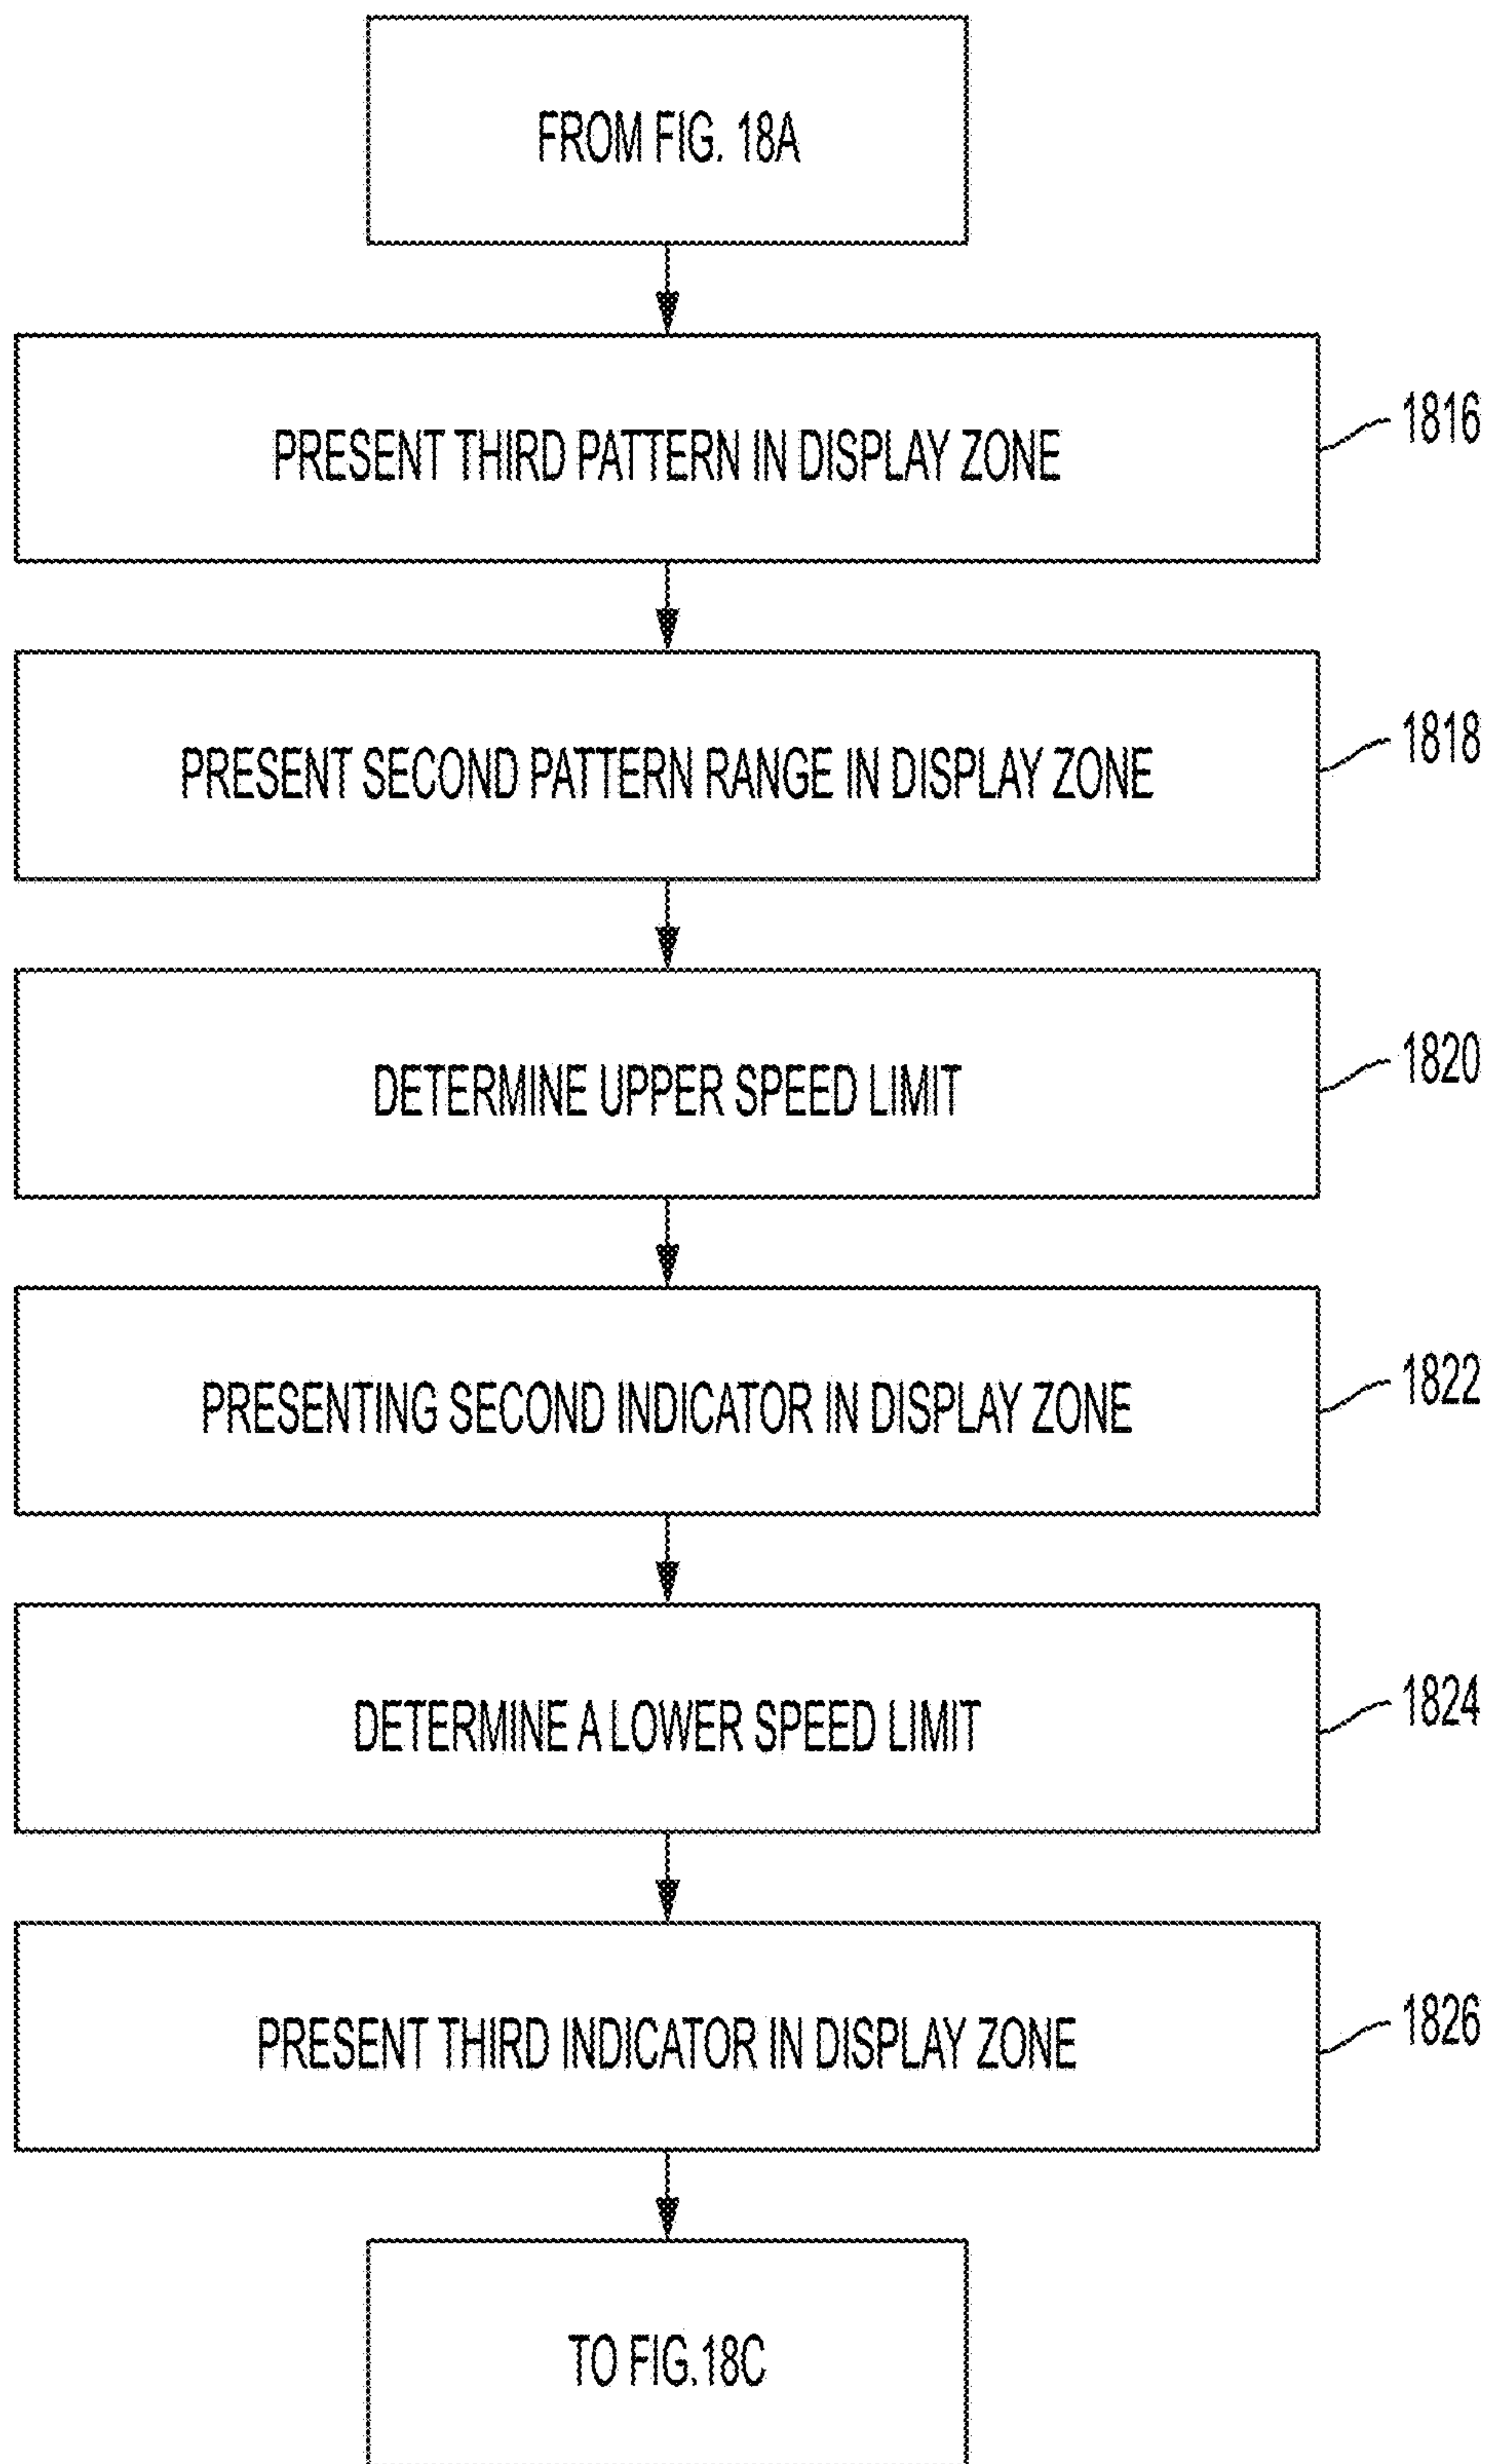 FROM FIG. 18A
PRESENT THIRD PATTERN IN DISPLAY ZONE
1816
PRESENT SECOND PATTERN RANGE IN DISPLAY ZONE
1818
DETERMINE UPPER SPEED LIMIT
1820
PRESENTING SECOND INDICATOR IN DISPLAY ZONE
1822
DETERMINE A LOWER SPEED LIMIT
1824
PRESENT THIRD INDICATOR IN DISPLAY ZONE
1826
TO FIG.18C